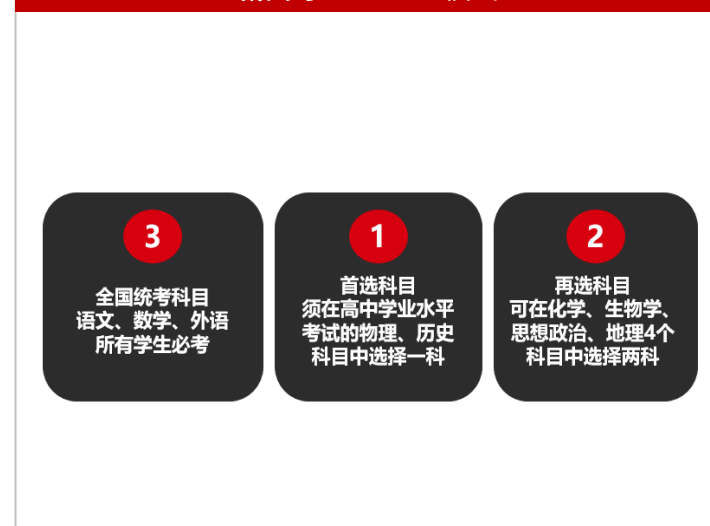 3
全国统考科目
语文、数学、外语
所有学生必考
1
首选科目
须在高中学业水平
考试的物理、历史
科目中选择一科
2
再选科目
可在化学、生物学、
思想政治、地理4个
科目中选择两科